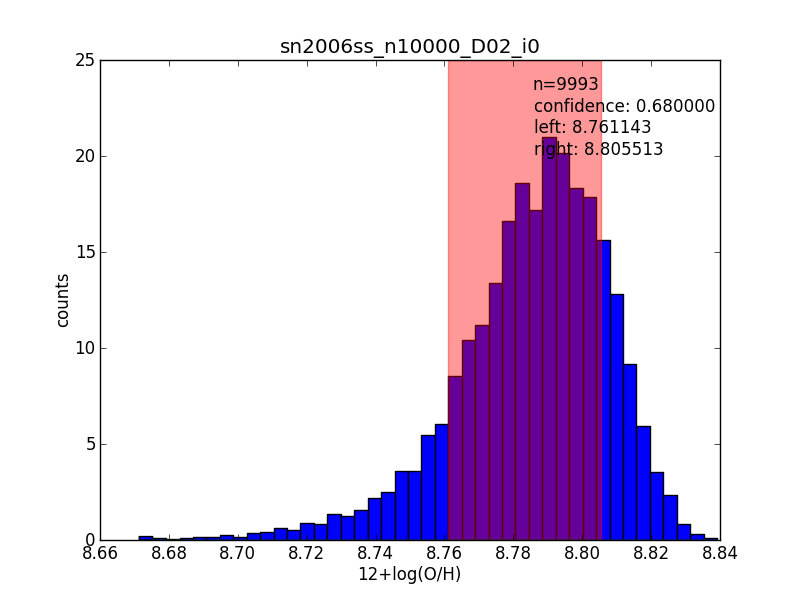 sn2006ss_n10000_D02_i0
25
20
15
10
5
0
counts
n=9993
confidence: 0.680000
left: 8.761143
right: 8.805513
8.66 8.68 8.70 8.72 8.74 8.76 8.78 8.80 8.82 8.84
12+log(O/H)